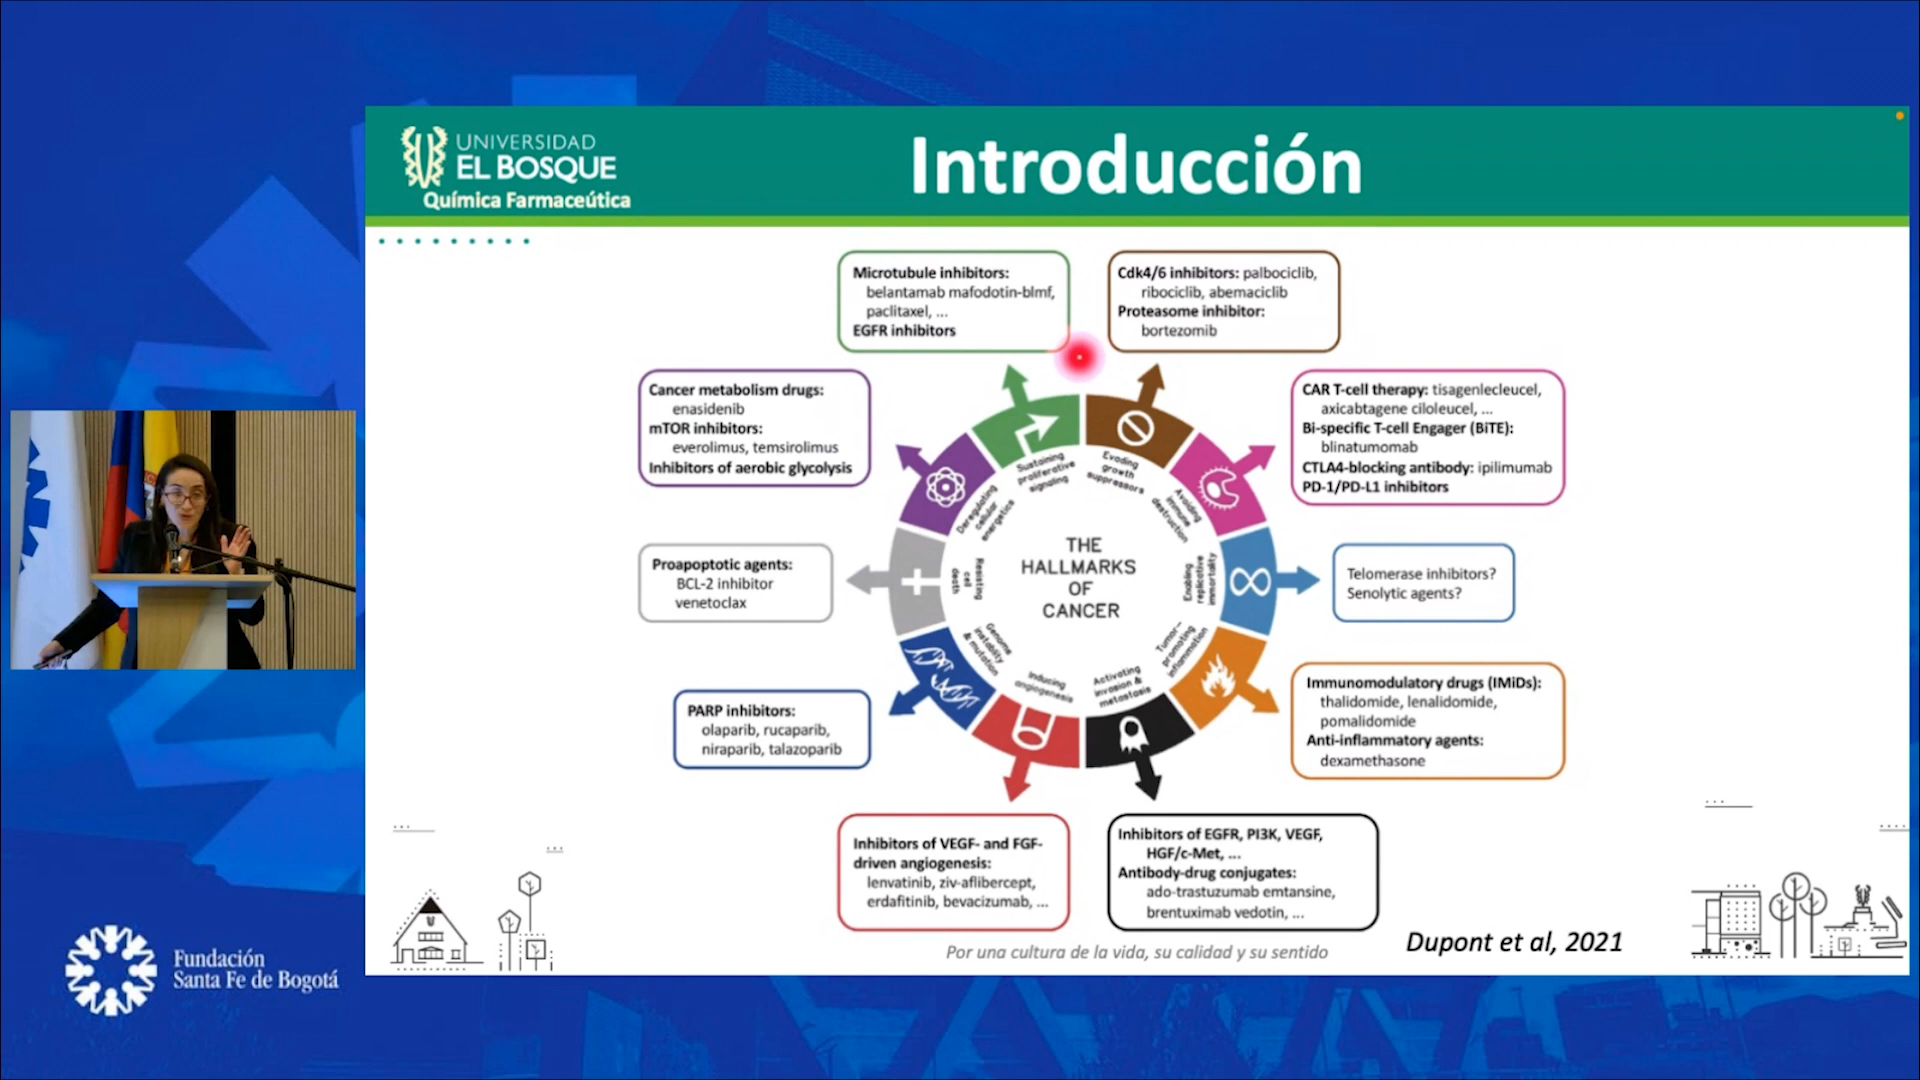 UNIVERSIDAD
EL BOSQUE
Química Farmaceútica
Introducción
Microtubule inhibitors:
belantamab mafodotin-blmf,
paclitaxel, ...
EGFR inhibitors
Cdk4/6 inhibitors: palbociclib,
ribociclib, abemaciclib
Proteasome inhibitor:
bortezomib
Cancer metabolism drugs:
enasidenib
mTOR inhibitors:
everolimus, temsirolimus
Inhibitors of aerobic glycolysis
CAR T-cell therapy: tisagenlecleucel,
axicabtagene ciloleucel, ...
Bi-specific T-cell Engager (BiTE):
blinatumomab
CTLA4-blocking antibody: ipilimumab
PD-1/PD-L1 inhibitors
Sustaining
proliferative
signaling
Evading
growth
suppressors
Deregulating
cellular
energetics
Avoiding
immune
destruction
THE
HALLMARKS
OF
CANCER
Resisting
cell
death
Enabling
replicative
immortality
Genome
instability
& mutation
Tumor-
promoting
inflammation
Inducing
angiogenesis
Activating
invasion &
metastasis
Proapoptotic agents:
BCL-2 inhibitor
venetoclax
Telomerase inhibitors?
Senolytic agents?
PARP inhibitors:
olaparib, rucaparib,
niraparib, talazoparib
Immunomodulatory drugs (IMiDs):
thalidomide, lenalidomide,
pomalidomide
Anti-inflammatory agents:
dexamethasone
Inhibitors of VEGF- and FGF-
driven angiogenesis:
lenvatinib, ziv-aflibercept,
erdafitinib, bevacizumab, ...
Inhibitors of EGFR, PI3K, VEGF,
HGF/c-Met, ...
Antibody-drug conjugates:
ado-trastuzumab emtansine,
brentuximab vedotin, ...
Dupont et al, 2021
Por una cultura de la vida, su calidad y su sentido
Fundación
Santa Fe de Bogotá